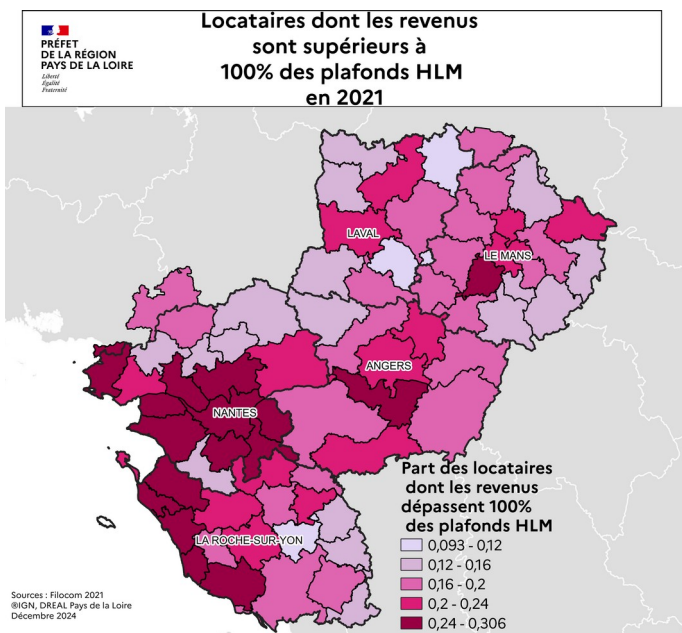 PRÉFET
DE LA RÉGION
PAYS DE LA LOIRE
Liberté
Égalité
Fraternité
Locataires dont les revenus
sont supérieurs à
100% des plafonds HLM
en 2021
LAVAL
LE MANS
ANGERS
NANTES
LA ROCHE-SUR-YON
Part des locataires
dont les revenus
dépassent 100%
des plafonds HLM
0,093 - 0,12
0,12 - 0,16
0,16 - 0,2
0,2 - 0,24
0,24 - 0,306
Sources : Filocom 2021
®IGN, DREAL Pays de la Loire
Décembre 2024